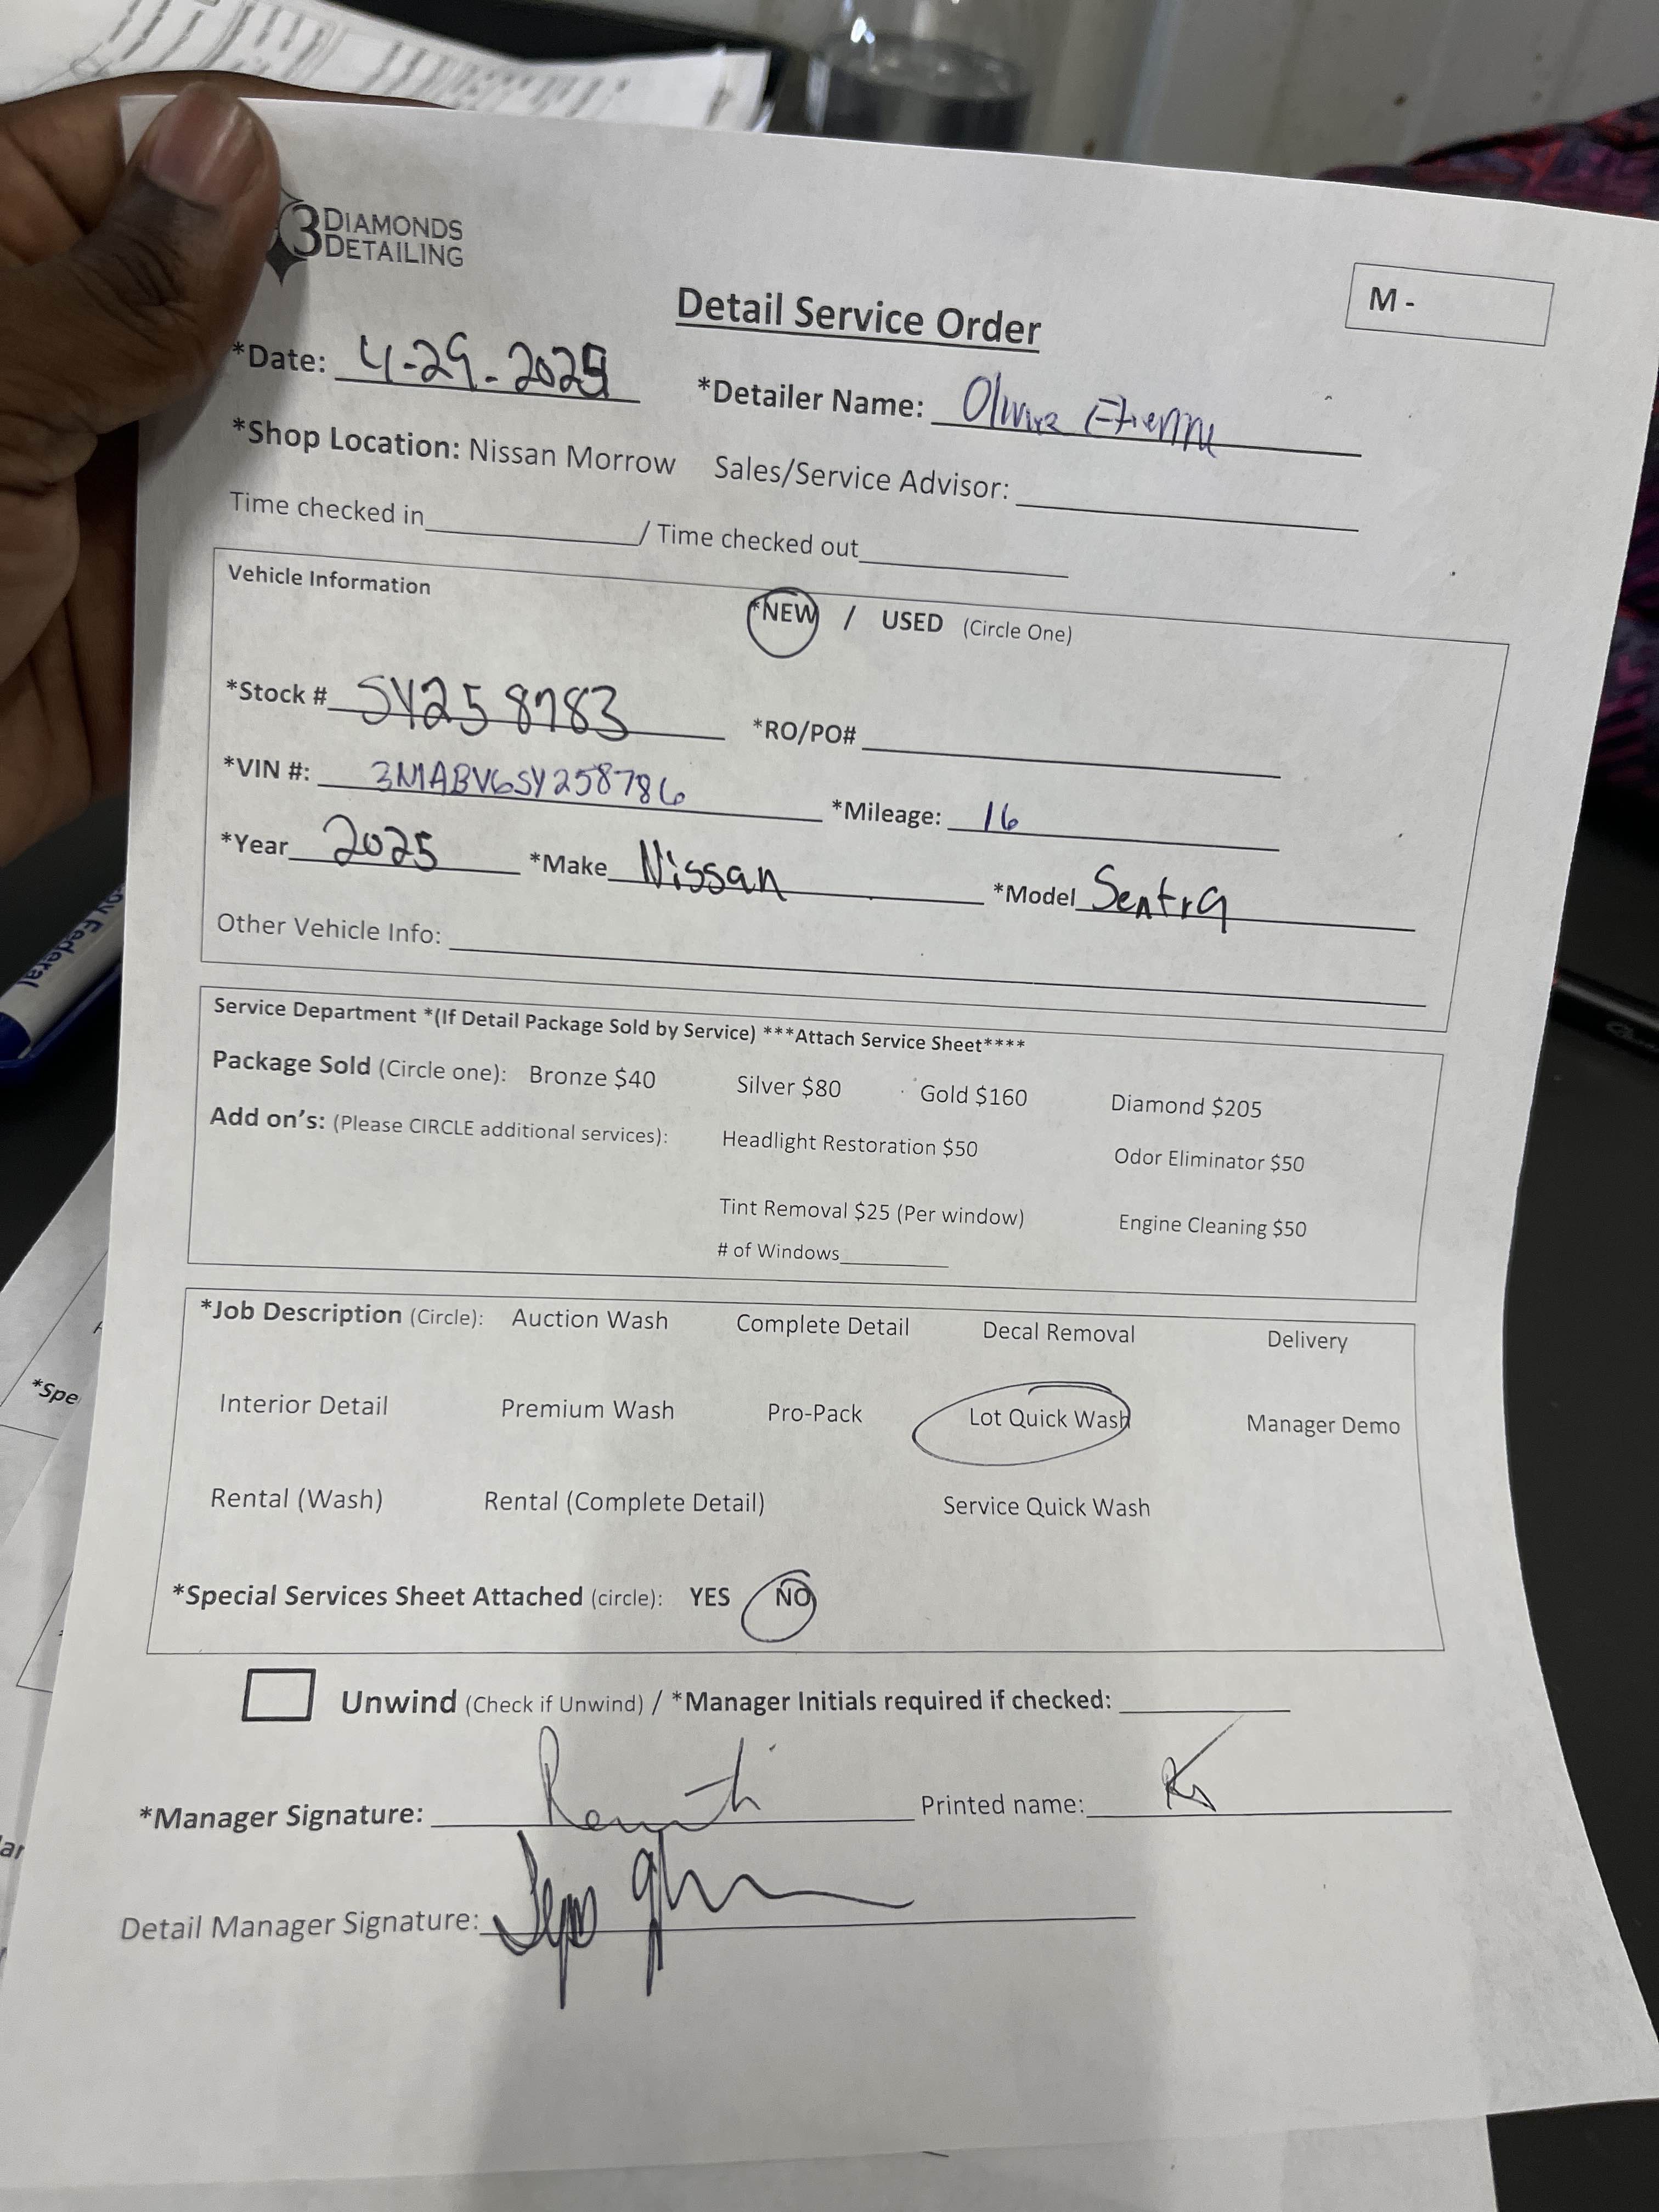 3 DIAMONDS
DETAILING
M -
Detail Service Order
*Date: 4-29-2025 *Detailer Name: Etienne
*Shop Location: Nissan Morrow Sales/Service Advisor:
Time checked in / Time checked out
Vehicle Information
*NEW / USED (Circle One)
*Stock # SY258783 *RO/PO#
*VIN #: 3N1ABV6SY258786 *Mileage: 16
*Year 2025 *Make Nissan *Model Sentra
Other Vehicle Info:
Service Department *(If Detail Package Sold by Service) ***Attach Service Sheet****
Package Sold (Circle one): Bronze $40 Silver $80 Gold $160 Diamond $205
Add on's: (Please CIRCLE additional services): Headlight Restoration $50 Odor Eliminator $50
Tint Removal $25 (Per window) Engine Cleaning $50
# of Windows
*Job Description (Circle): Auction Wash Complete Detail Decal Removal Delivery
Interior Detail Premium Wash Pro-Pack Lot Quick Wash Manager Demo
Rental (Wash) Rental (Complete Detail) Service Quick Wash
*Special Services Sheet Attached (circle): YES NO
Unwind (Check if Unwind) / *Manager Initials required if checked:
*Manager Signature: Printed name:
Detail Manager Signature:
*Spe